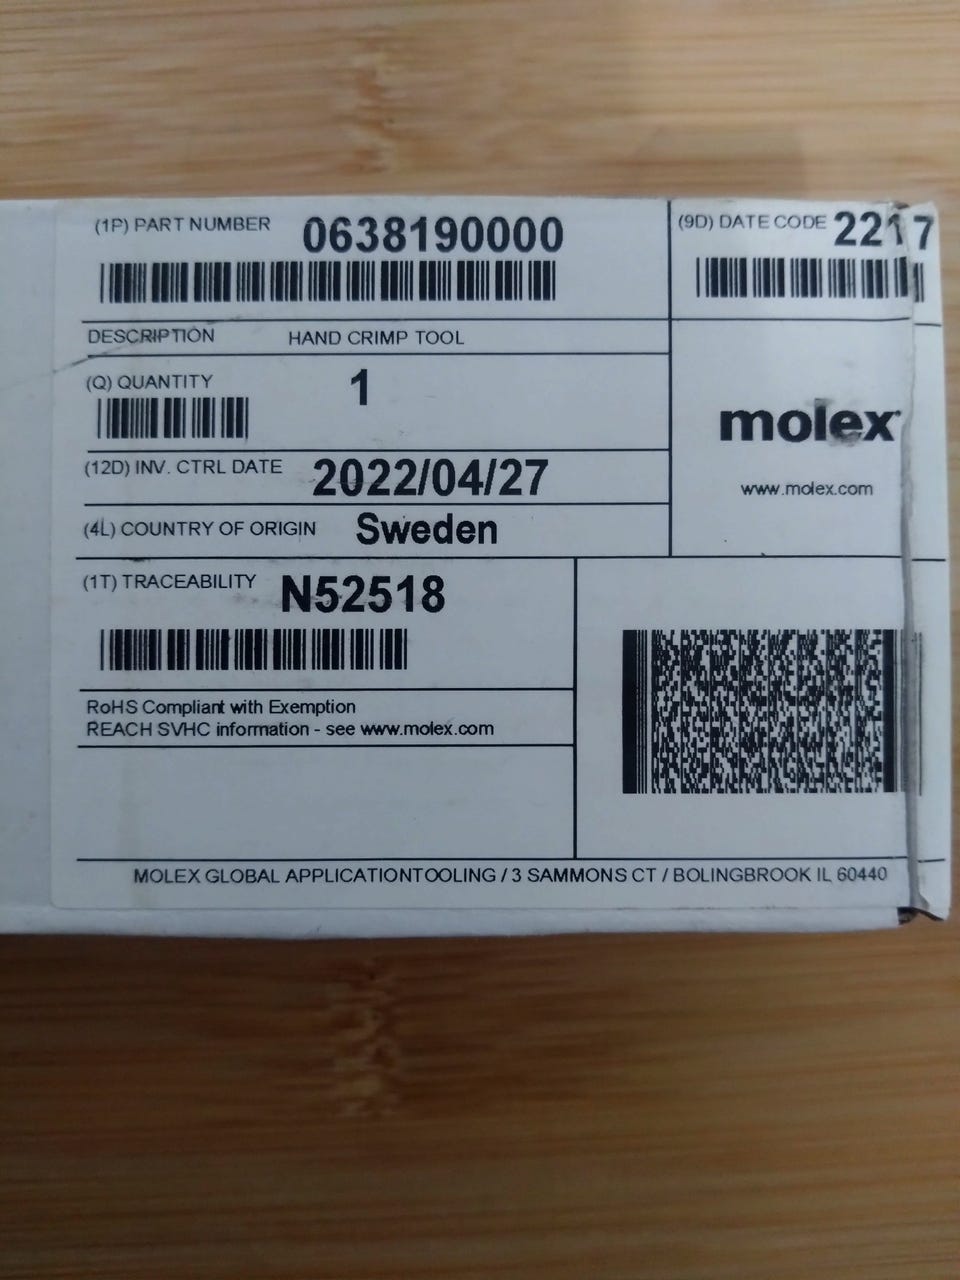 (1P) PART NUMBER 0638190000
(9D) DATE CODE 2217
DESCRIPTION HAND CRIMP TOOL
(Q) QUANTITY 1
molex
www.molex.com
(12D) INV. CTRL DATE 2022/04/27
(4L) COUNTRY OF ORIGIN Sweden
(1T) TRACEABILITY N52518
RoHS Compliant with Exemption
REACH SVHC information - see www.molex.com
MOLEX GLOBAL APPLICATIONTOOLING / 3 SAMMONS CT / BOLINGBROOK IL 60440